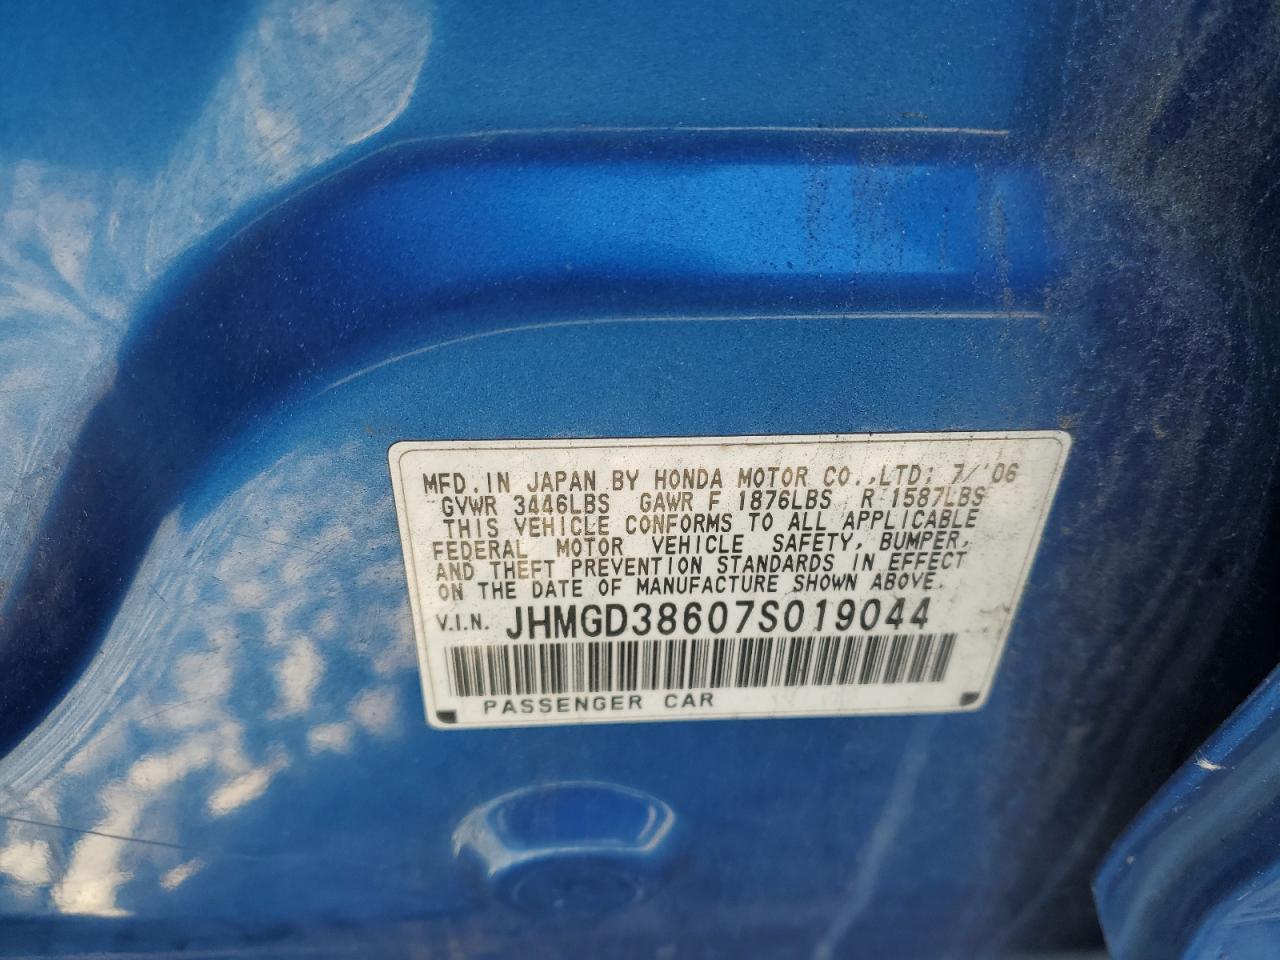 MFD. IN JAPAN BY HONDA MOTOR CO.,LTD; 7/'06
GVWR 3446LBS GAWR F 1876LBS R 1587LBS
THIS VEHICLE CONFORMS TO ALL APPLICABLE
FEDERAL MOTOR VEHICLE SAFETY, BUMPER,
AND THEFT PREVENTION STANDARDS IN EFFECT
ON THE DATE OF MANUFACTURE SHOWN ABOVE.
V.I.N. JHMGD38607S019044
PASSENGER CAR